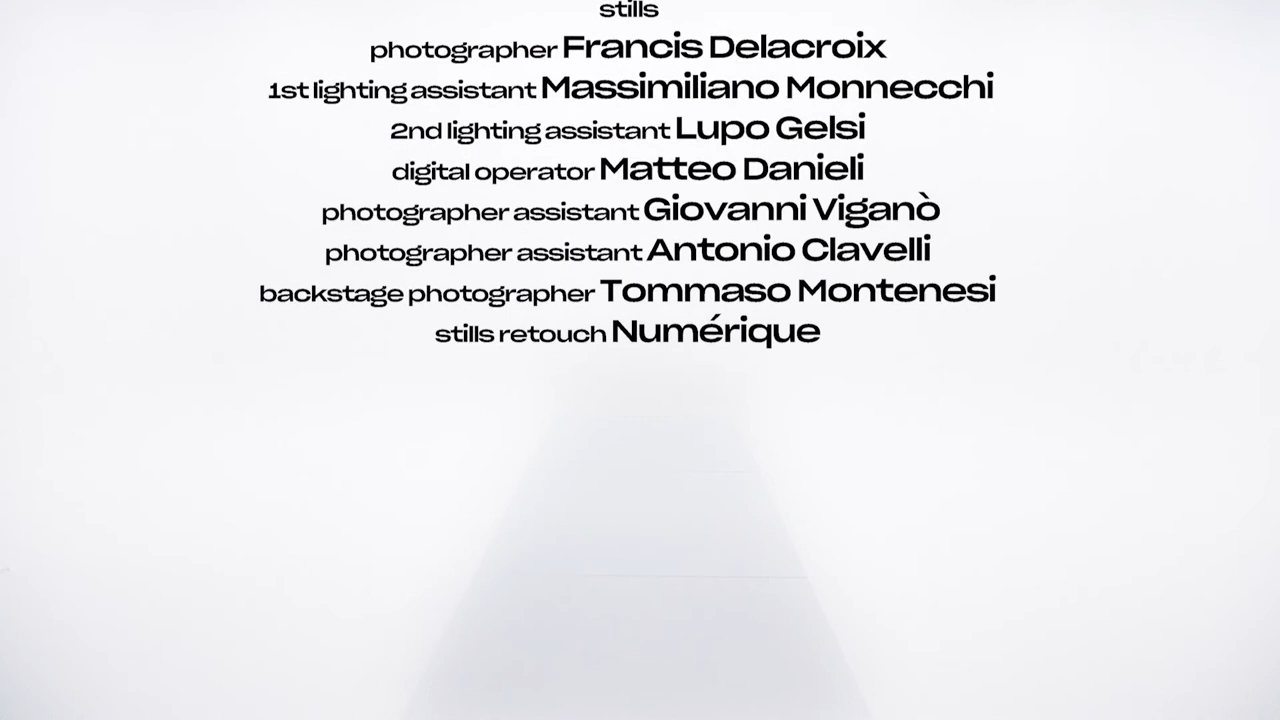 stills
photographer Francis Delacroix
1st lighting assistant Massimiliano Monnecchi
2nd lighting assistant Lupo Gelsi
digital operator Matteo Danieli
photographer assistant Giovanni Viganò
photographer assistant Antonio Clavelli
backstage photographer Tommaso Montenesi
stills retouch Numérique